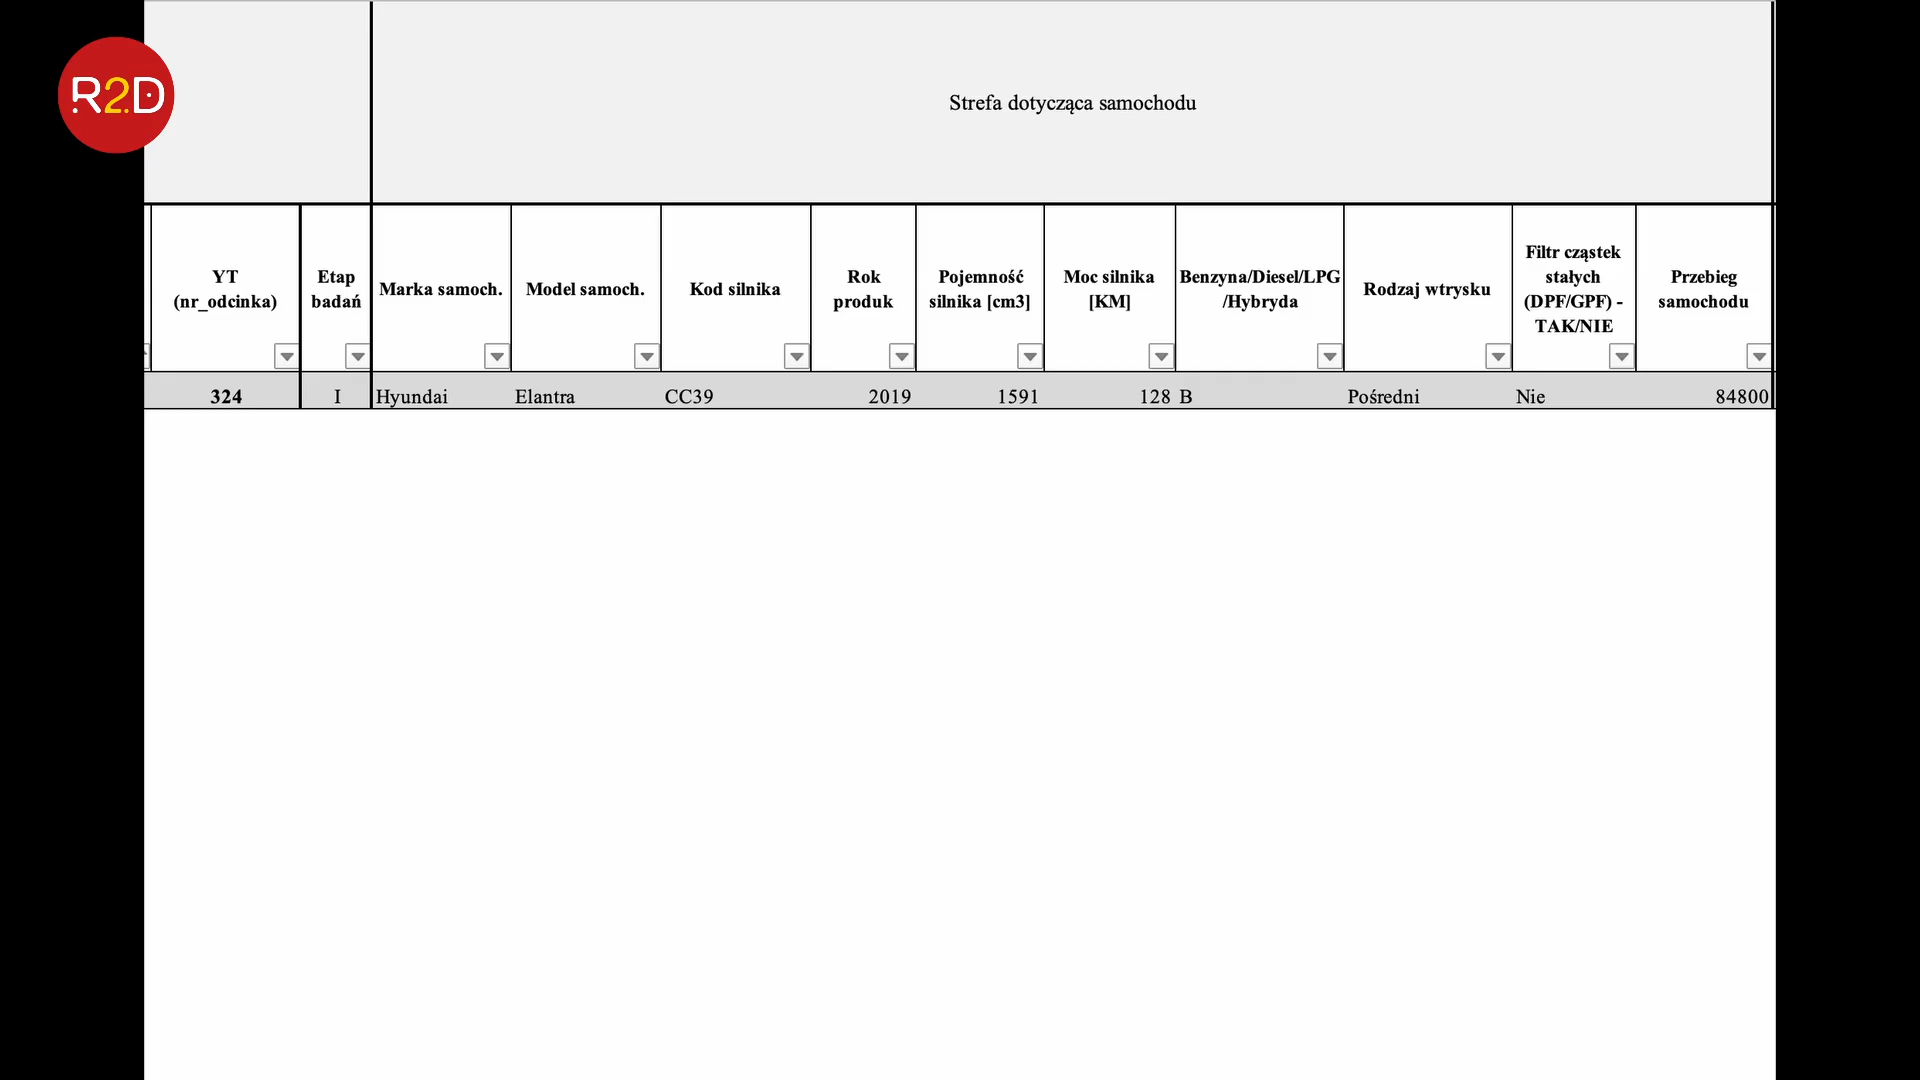 R2D
Strefa dotycząca samochodu
YT
(nr_odcinka)
Etap
badań
Marka samoch.
Model samoch.
Kod silnika
Rok
produk
Pojemność
silnika [cm3]
Moc silnika
[KM]
Benzyna/Diesel/LPG
/Hybryda
Rodzaj wtrysku
Filtr cząstek
stałych
(DPF/GPF) -
TAK/NIE
Przebieg
samochodu
324 I Hyundai Elantra CC39 2019 1591 128 B Pośredni Nie 84800